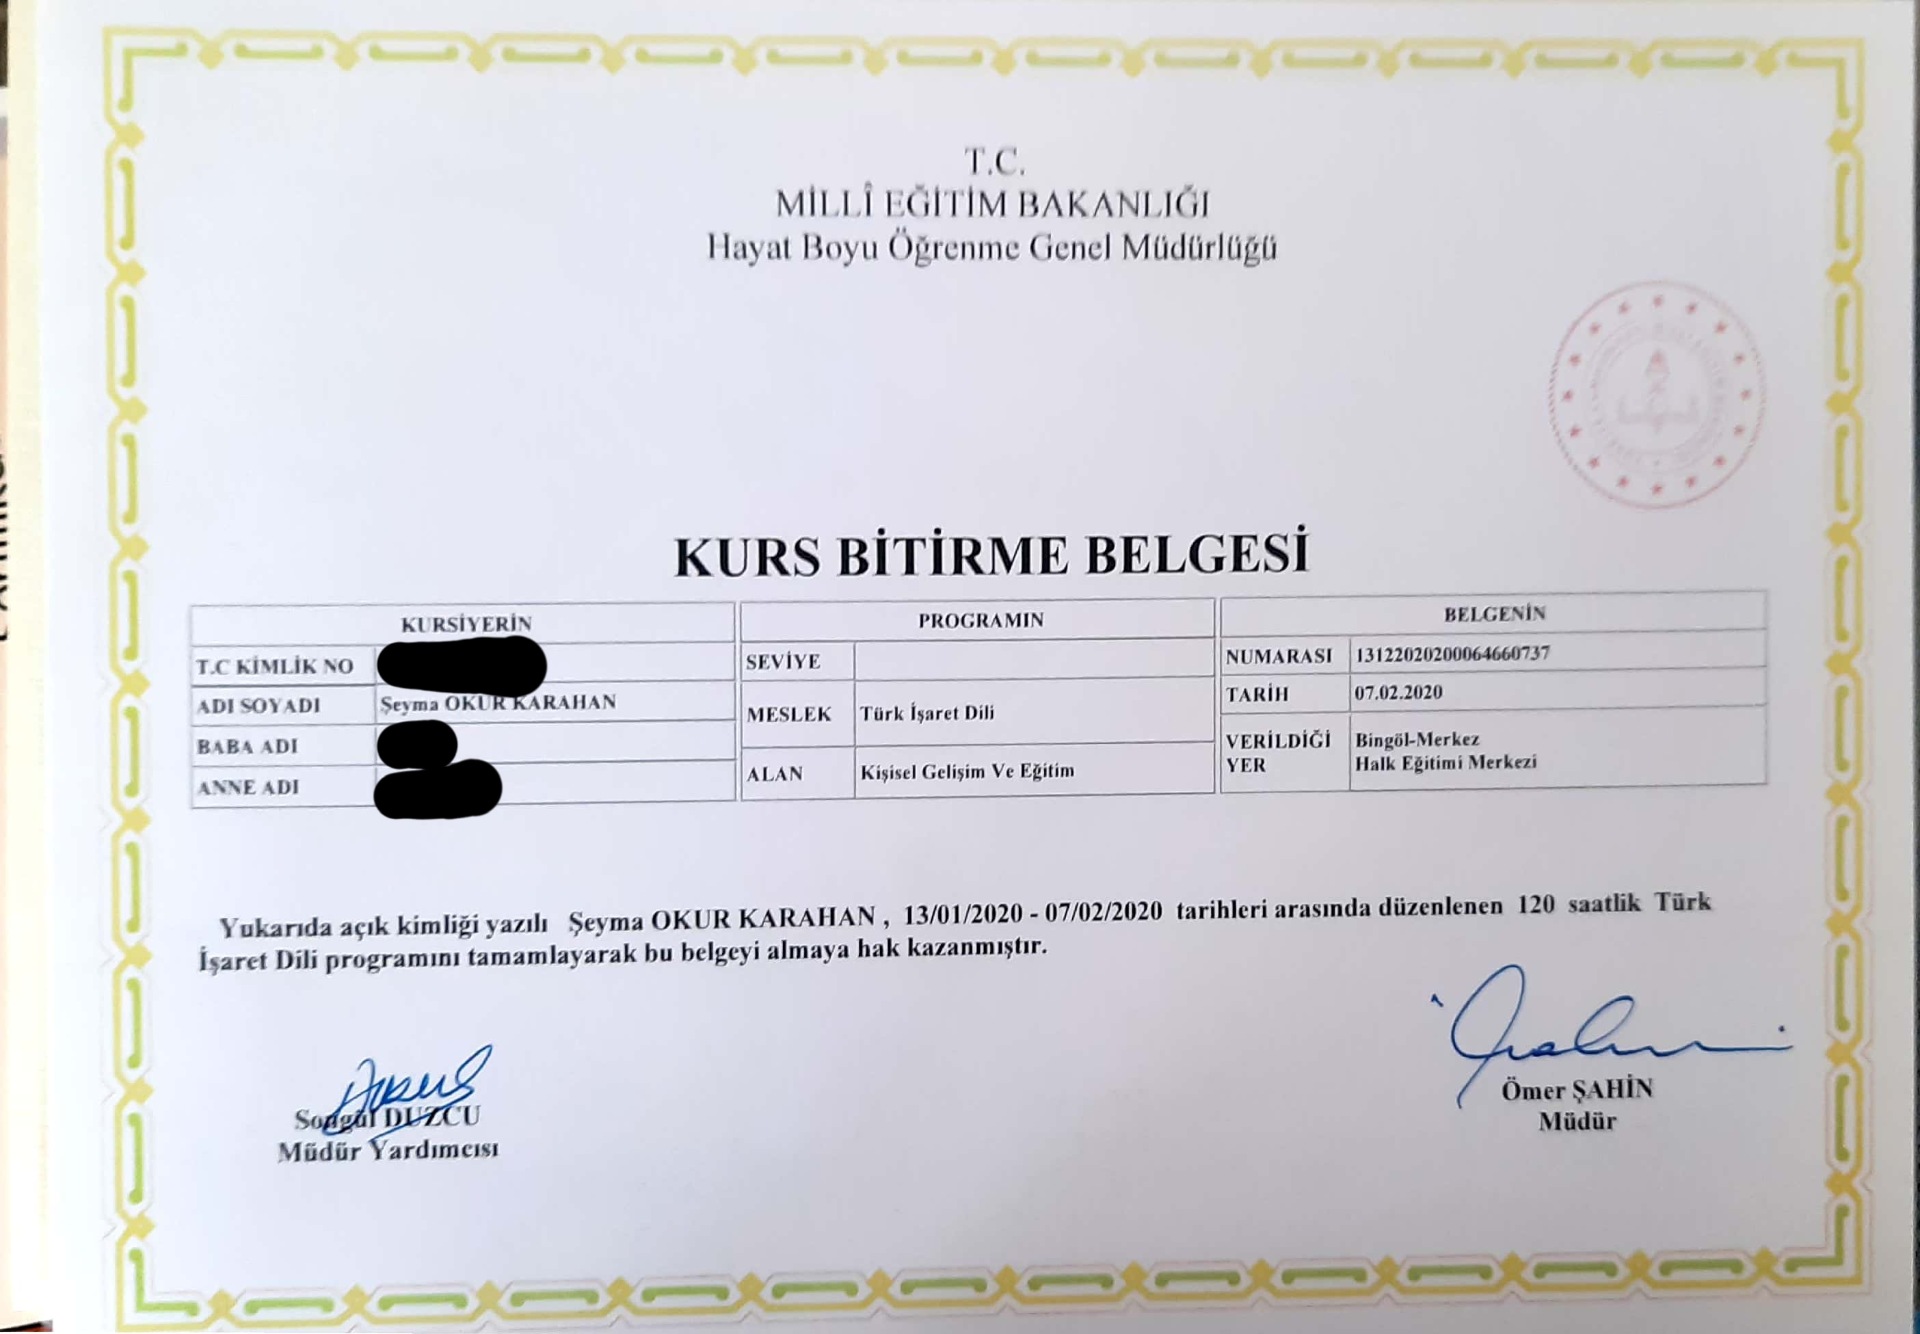 T.C.
MİLLÎ EĞİTİM BAKANLIĞI
Hayat Boyu Öğrenme Genel Müdürlüğü
KURS BİTİRME BELGESİ
KURSİYERİN
T.C KİMLİK NO
ADI SOYADI Şeyma OKUR KARAHAN
BABA ADI
ANNE ADI
PROGRAMIN
SEVİYE
MESLEK Türk İşaret Dili
ALAN Kişisel Gelişim Ve Eğitim
BELGENİN
NUMARASI 13122020200064660737
TARİH 07.02.2020
VERİLDİĞİ Bingöl-Merkez
YER Halk Eğitimi Merkezi
Yukarıda açık kimliği yazılı Şeyma OKUR KARAHAN , 13/01/2020 - 07/02/2020 tarihleri arasında düzenlenen 120 saatlik Türk
İşaret Dili programını tamamlayarak bu belgeyi almaya hak kazanmıştır.
Songül DUZCU
Müdür Yardımcısı
Ömer ŞAHİN
Müdür